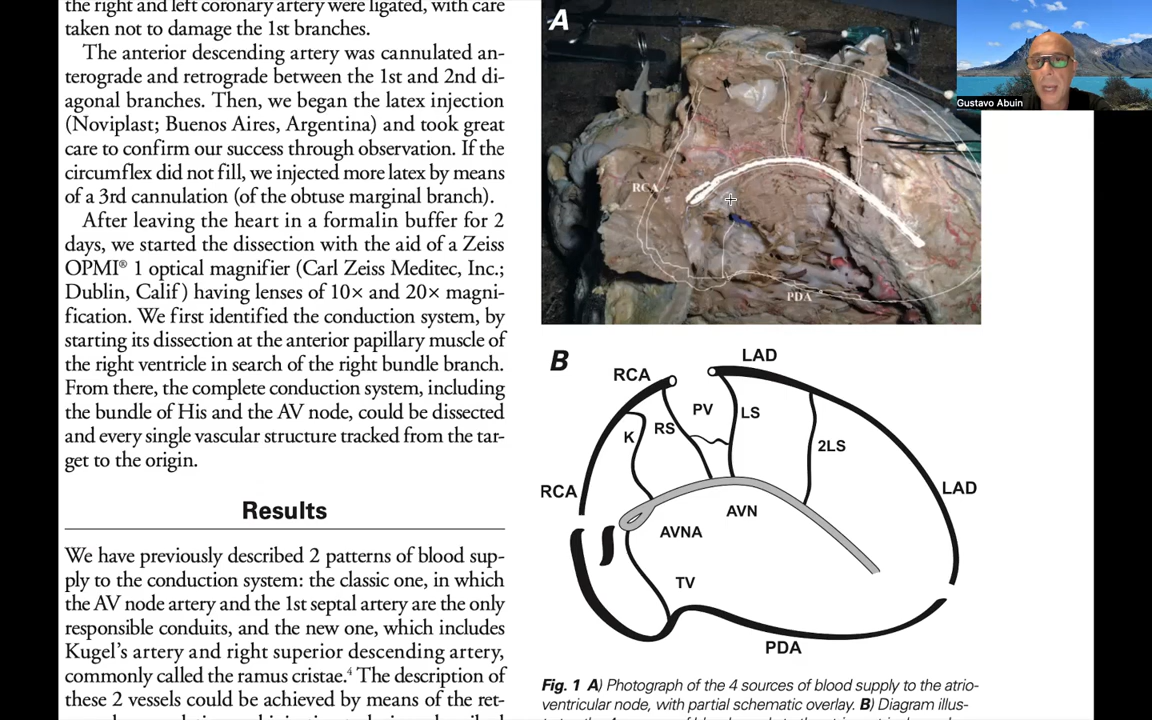 the right and left coronary artery were ligated, with care
taken not to damage the 1st branches.
The anterior descending artery was cannulated an-
terograde and retrograde between the 1st and 2nd di-
agonal branches. Then, we began the latex injection
(Noviplast; Buenos Aires, Argentina) and took great
care to confirm our success through observation. If the
circumflex did not fill, we injected more latex by means
of a 3rd cannulation (of the obtuse marginal branch).
After leaving the heart in a formalin buffer for 2
days, we started the dissection with the aid of a Zeiss
OPMI® 1 optical magnifier (Carl Zeiss Meditec, Inc.;
Dublin, Calif) having lenses of 10× and 20× magni-
fication. We first identified the conduction system, by
starting its dissection at the anterior papillary muscle of
the right ventricle in search of the right bundle branch.
From there, the complete conduction system, including
the bundle of His and the AV node, could be dissected
and every single vascular structure tracked from the tar-
get to the origin.
Results
We have previously described 2 patterns of blood sup-
ply to the conduction system: the classic one, in which
the AV node artery and the 1st septal artery are the only
responsible conduits, and the new one, which includes
Kugel's artery and right superior descending artery,
commonly called the ramus cristae.4 The description of
these 2 vessels could be achieved by means of the ret-
A
RCA
PDA
Gustavo Abuin
B
LAD
RCA
PV
LS
K
RS
2LS
RCA
LAD
AVN
AVNA
TV
PDA
Fig. 1 A) Photograph of the 4 sources of blood supply to the atrio-
ventricular node, with partial schematic overlay. B) Diagram illus-